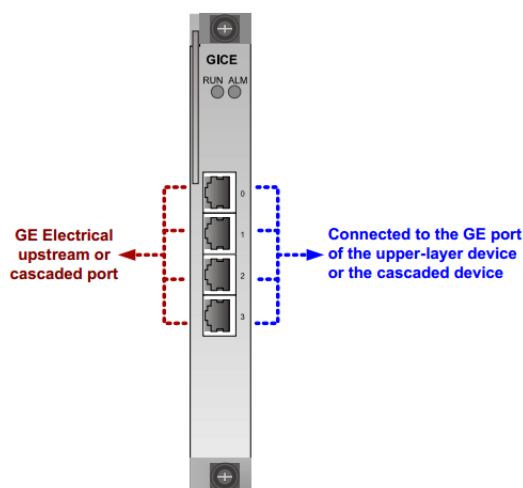 GICE
RUN ALM
0
1
2
3
GE Electrical
upstream or
cascaded port
Connected to the GE port
of the upper-layer device
or the cascaded device